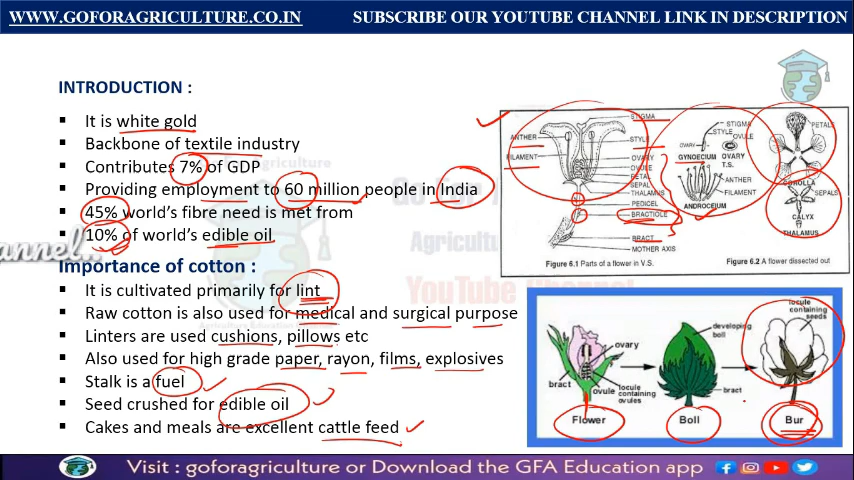 WWW.GOFORAGRICULTURE.CO.IN
SUBSCRIBE OUR YOUTUBE CHANNEL LINK IN DESCRIPTION
INTRODUCTION :
▪ It is white gold
▪ Backbone of textile industry
▪ Contributes 7% of GDP
▪ Providing employment to 60 million people in India
▪ 45% world's fibre need is met from
▪ 10% of world's edible oil
Importance of cotton :
▪ It is cultivated primarily for lint
▪ Raw cotton is also used for medical and surgical purpose
▪ Linters are used cushions, pillows etc
▪ Also used for high grade paper, rayon, films, explosives
▪ Stalk is a fuel
▪ Seed crushed for edible oil
▪ Cakes and meals are excellent cattle feed
STIGMA
ANTHER
STYLE
FILAMENT
OVARY
OVULE
PETAL
SEPAL
THALAMUS
PEDICEL
BRACTIOLE
BRACT
MOTHER AXIS
Figure 6.1 Parts of a flower in V.S.
STIGMA
STYLE
OVULE
OVARY
GYNOECIUM
OVARY
T.S.
ANTHER
FILAMENT
ANDROECIUM
PETALS
COROLLA
SEPALS
CALYX
THALAMUS
Figure 6.2 A flower dissected out
ovary
bract
ovule
locule
containing
ovules
Flower
developing
boll
bract
Boll
locule
containing
seeds
Bur
YouTube Channel
annel..
Visit : goforagriculture or Download the GFA Education app